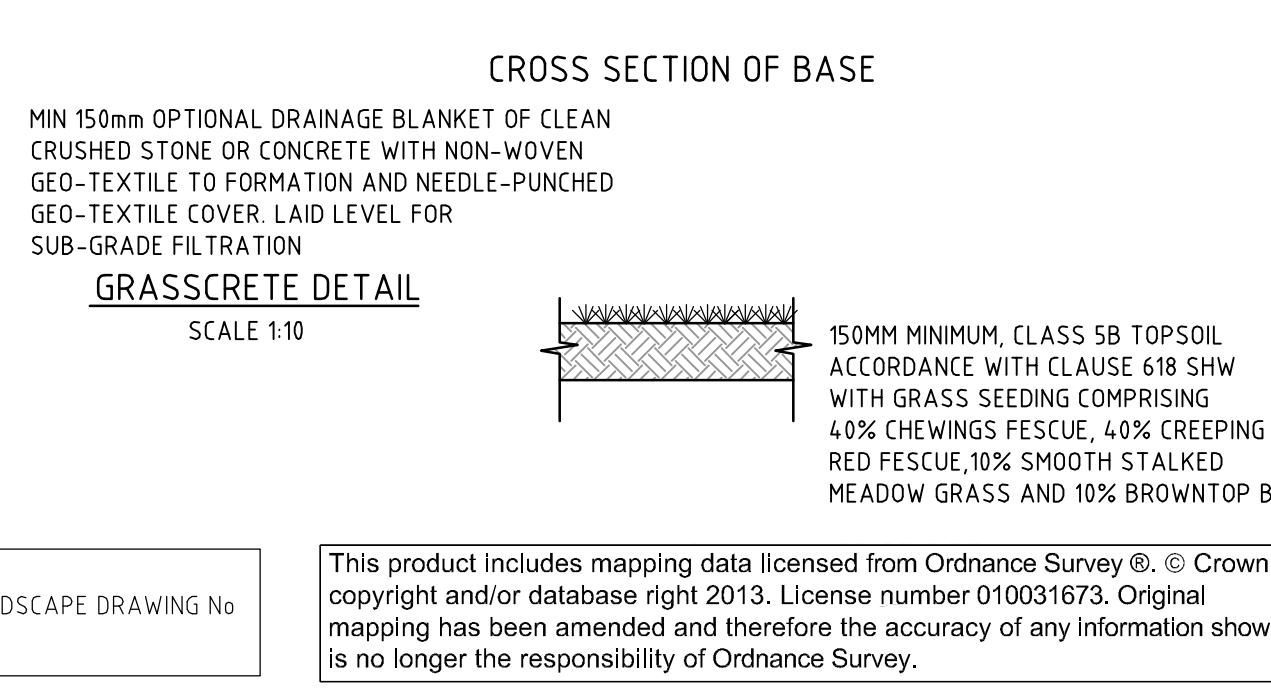 CROSS SECTION OF BASE
MIN 150mm OPTIONAL DRAINAGE BLANKET OF CLEAN
CRUSHED STONE OR CONCRETE WITH NON-WOVEN
GEO-TEXTILE TO FORMATION AND NEEDLE-PUNCHED
GEO-TEXTILE COVER. LAID LEVEL FOR
SUB-GRADE FILTRATION
GRASSCRETE DETAIL
SCALE 1:10
150MM MINIMUM, CLASS 5B TOPSOIL
ACCORDANCE WITH CLAUSE 618 SHW
WITH GRASS SEEDING COMPRISING
40% CHEWINGS FESCUE, 40% CREEPING
RED FESCUE,10% SMOOTH STALKED
MEADOW GRASS AND 10% BROWNTOP
DSCAPE DRAWING No
This product includes mapping data licensed from Ordnance Survey ®. © Crown
copyright and/or database right 2013. License number 010031673. Original
mapping has been amended and therefore the accuracy of any information show
is no longer the responsibility of Ordnance Survey.